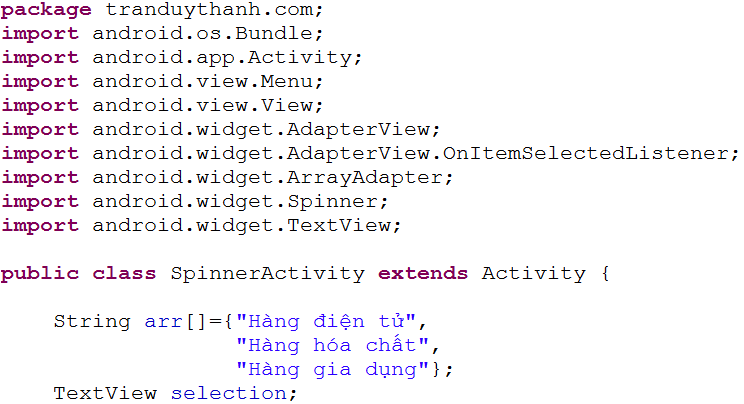 package tranduythanh.com;
import android.os.Bundle;
import android.app.Activity;
import android.view.Menu;
import android.view.View;
import android.widget.AdapterView;
import android.widget.AdapterView.OnItemSelectedListener;
import android.widget.ArrayAdapter;
import android.widget.Spinner;
import android.widget.TextView;
public class SpinnerActivity extends Activity {
String arr[]={"Hàng điện tử",
"Hàng hóa chất",
"Hàng gia dụng"};
TextView selection;